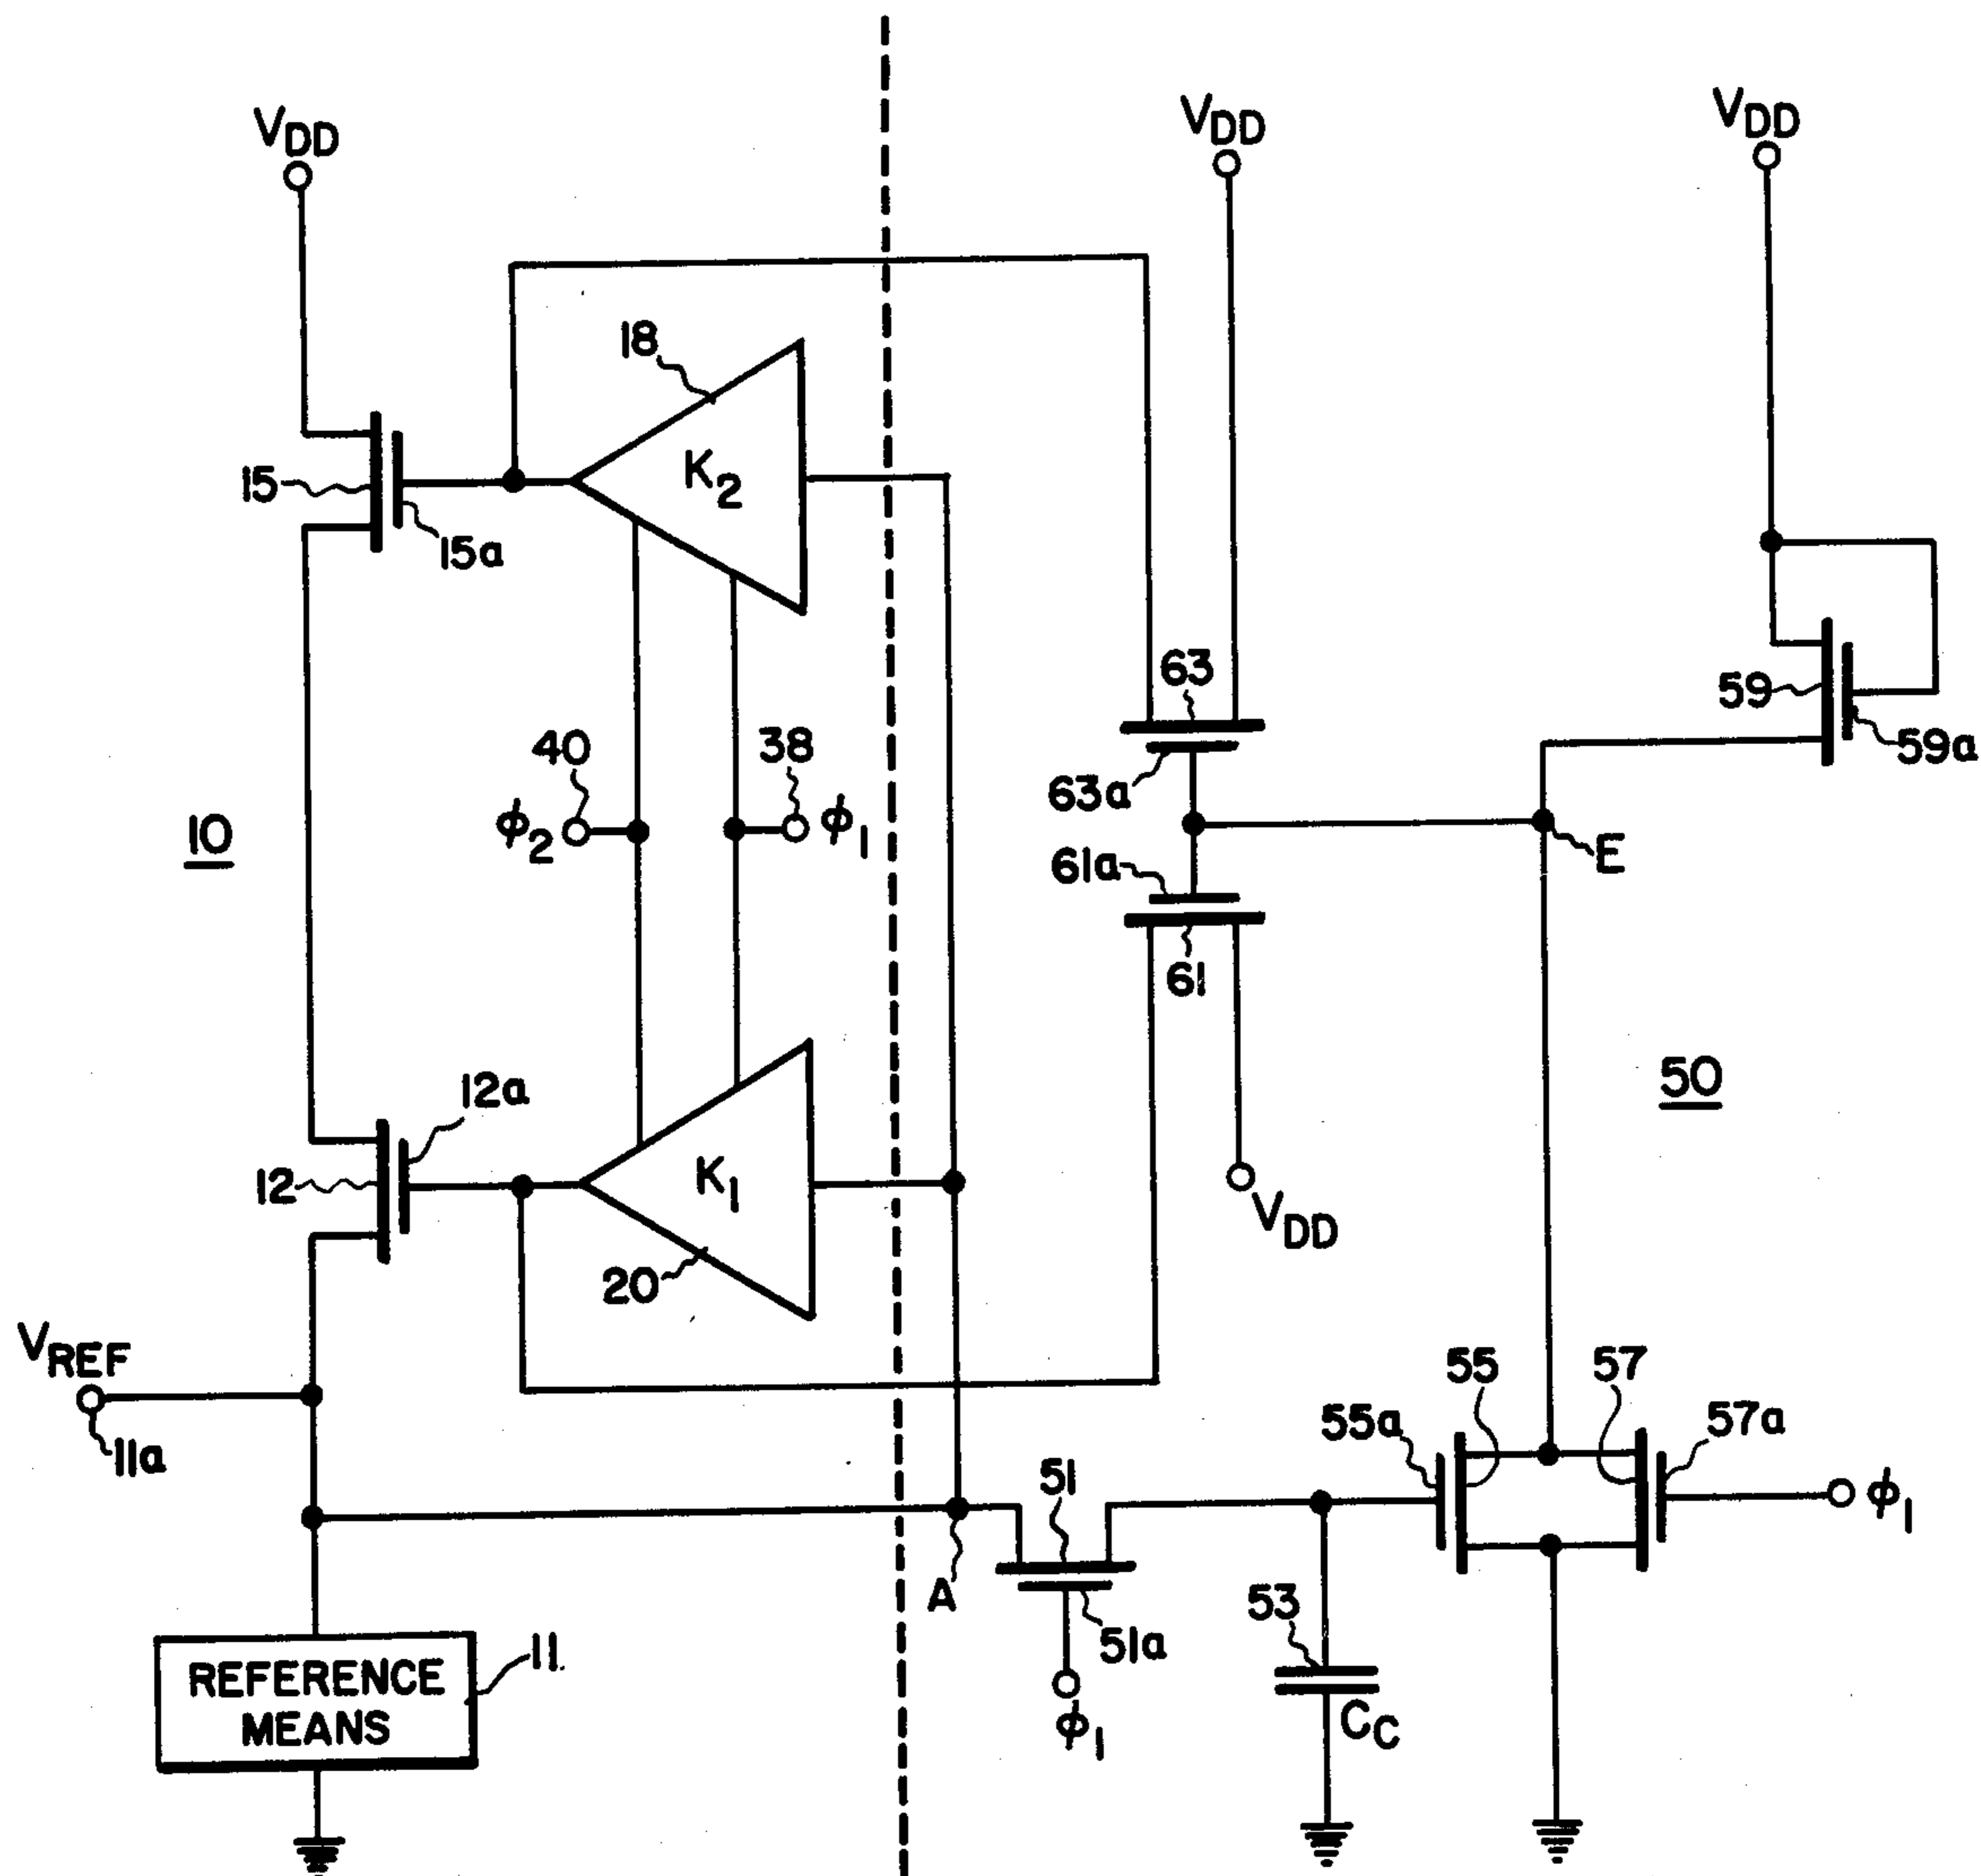 VDD
VDD
VDD
18
K2
15
15a
63
59
59a
40
38
ϕ2
ϕ1
63a
10
61a
E
61
50
12a
12
K1
VDD
20
VREF
11a
55
57
55a
57a
51
ϕ1
A
53
51a
11.
REFERENCE
MEANS
CC
ϕ1